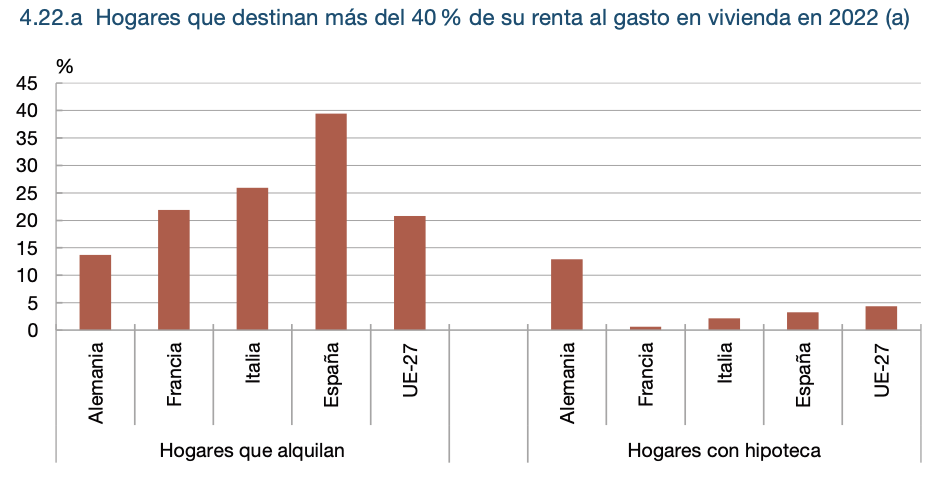 4.22.a Hogares que destinan más del 40 % de su renta al gasto en vivienda en 2022 (a)
%
45
40
35
30
25
20
15
10
5
0
Alemania
Francia
Italia
España
UE-27
Alemania
Francia
Italia
España
UE-27
Hogares que alquilan
Hogares con hipoteca